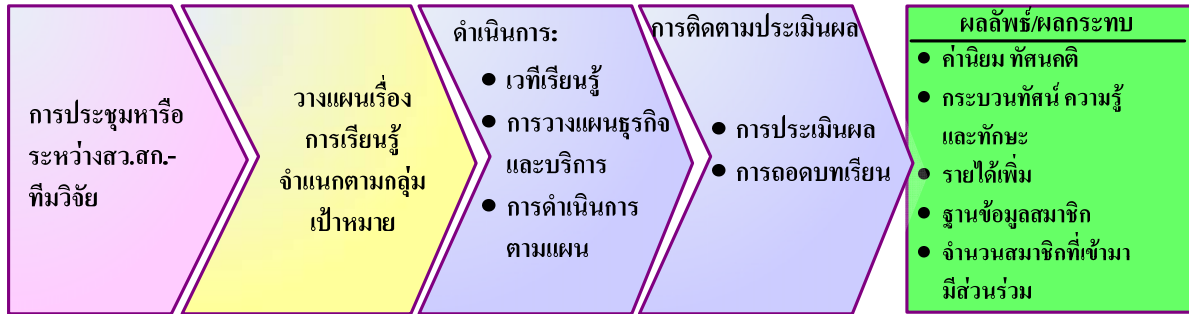 การประชุมหารือ
ระหว่างสว.สก.-
ทีมวิจัย
วางแผนเรื่อง
การเรียนรู้
จำแนกตามกลุ่ม
เป้าหมาย
ดำเนินการ:
● เวทีเรียนรู้
● การวางแผนธุรกิจ
และบริการ
● การดำเนินการ
ตามแผน
การติดตามประเมินผล
● การประเมินผล
● การถอดบทเรียน
ผลลัพธ์/ผลกระทบ
● ค่านิยม ทัศนคติ
● กระบวนทัศน์ ความรู้
และทักษะ
● รายได้เพิ่ม
● ฐานข้อมูลสมาชิก
● จำนวนสมาชิกที่เข้ามา
มีส่วนร่วม